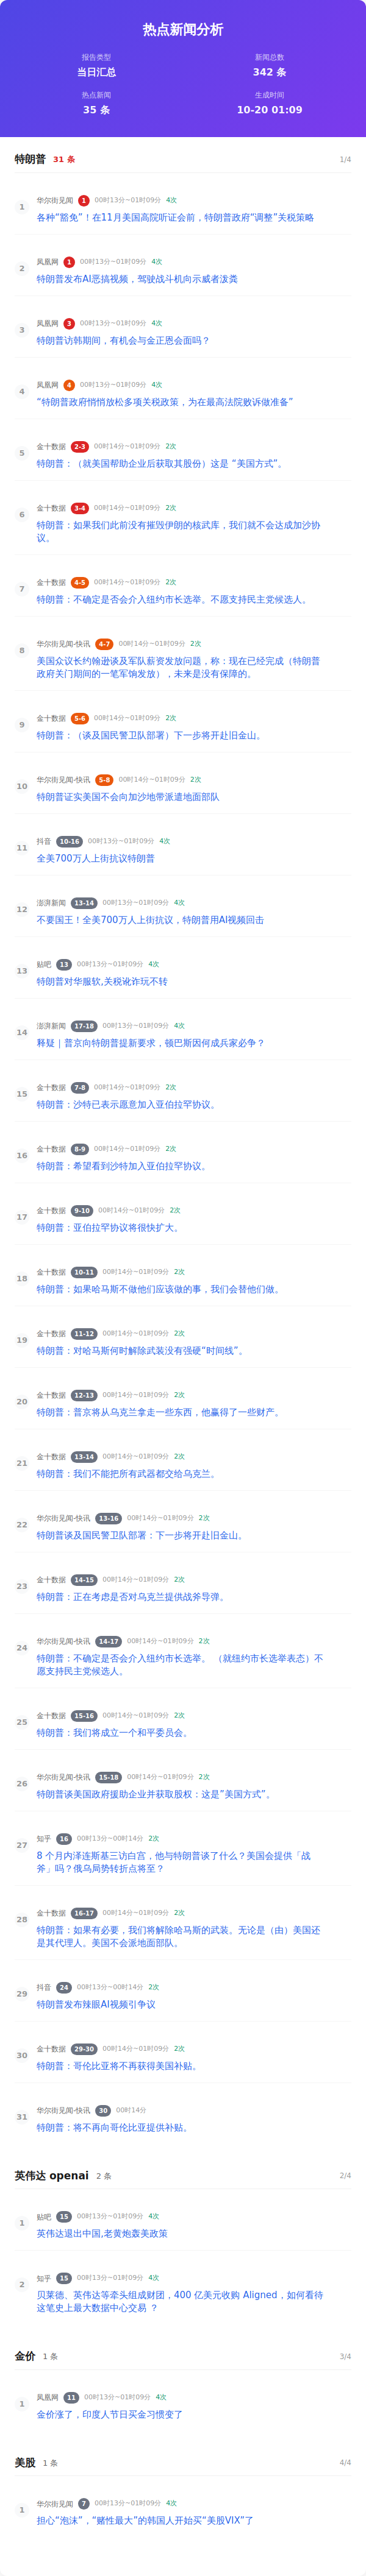 热点新闻分析
报告类型
当日汇总
新闻总数
342 条
热点新闻
35 条
生成时间
10-20 01:09
特朗普 31 条 1/4
1
华尔街见闻 1 00时13分~01时09分 4次
各种“豁免”！在11月美国高院听证会前，特朗普政府“调整”关税策略
2
凤凰网 1 00时13分~01时09分 4次
特朗普发布AI恶搞视频，驾驶战斗机向示威者泼粪
3
凤凰网 3 00时13分~01时09分 4次
特朗普访韩期间，有机会与金正恩会面吗？
4
凤凰网 4 00时13分~01时09分 4次
“特朗普政府悄悄放松多项关税政策，为在最高法院败诉做准备”
5
金十数据 2-3 00时14分~01时09分 2次
特朗普：（就美国帮助企业后获取其股份）这是 “美国方式”。
6
金十数据 3-4 00时14分~01时09分 2次
特朗普：如果我们此前没有摧毁伊朗的核武库，我们就不会达成加沙协
议。
7
金十数据 4-5 00时14分~01时09分 2次
特朗普：不确定是否会介入纽约市长选举。不愿支持民主党候选人。
8
华尔街见闻-快讯 4-7 00时14分~01时09分 2次
美国众议长约翰逊谈及军队薪资发放问题，称：现在已经完成（特朗普
政府关门期间的一笔军饷发放），未来是没有保障的。
9
金十数据 5-6 00时14分~01时09分 2次
特朗普：（谈及国民警卫队部署）下一步将开赴旧金山。
10
华尔街见闻-快讯 5-8 00时14分~01时09分 2次
特朗普证实美国不会向加沙地带派遣地面部队
11
抖音 10-16 00时13分~01时09分 4次
全美700万人上街抗议特朗普
12
澎湃新闻 13-14 00时13分~01时09分 4次
不要国王！全美700万人上街抗议，特朗普用AI视频回击
13
贴吧 13 00时13分~01时09分 4次
特朗普对华服软,关税讹诈玩不转
14
澎湃新闻 17-18 00时13分~01时09分 4次
释疑｜普京向特朗普提新要求，顿巴斯因何成兵家必争？
15
金十数据 7-8 00时14分~01时09分 2次
特朗普：沙特已表示愿意加入亚伯拉罕协议。
16
金十数据 8-9 00时14分~01时09分 2次
特朗普：希望看到沙特加入亚伯拉罕协议。
17
金十数据 9-10 00时14分~01时09分 2次
特朗普：亚伯拉罕协议将很快扩大。
18
金十数据 10-11 00时14分~01时09分 2次
特朗普：如果哈马斯不做他们应该做的事，我们会替他们做。
19
金十数据 11-12 00时14分~01时09分 2次
特朗普：对哈马斯何时解除武装没有强硬“时间线”。
20
金十数据 12-13 00时14分~01时09分 2次
特朗普：普京将从乌克兰拿走一些东西，他赢得了一些财产。
21
金十数据 13-14 00时14分~01时09分 2次
特朗普：我们不能把所有武器都交给乌克兰。
22
华尔街见闻-快讯 13-16 00时14分~01时09分 2次
特朗普谈及国民警卫队部署：下一步将开赴旧金山。
23
金十数据 14-15 00时14分~01时09分 2次
特朗普：正在考虑是否对乌克兰提供战斧导弹。
24
华尔街见闻-快讯 14-17 00时14分~01时09分 2次
特朗普：不确定是否会介入纽约市长选举。 （就纽约市长选举表态）不
愿支持民主党候选人。
25
金十数据 15-16 00时14分~01时09分 2次
特朗普：我们将成立一个和平委员会。
26
华尔街见闻-快讯 15-18 00时14分~01时09分 2次
特朗普谈美国政府援助企业并获取股权：这是“美国方式”。
27
知乎 16 00时13分~00时14分 2次
8 个月内泽连斯基三访白宫，他与特朗普谈了什么？美国会提供「战
斧」吗？俄乌局势转折点将至？
28
金十数据 16-17 00时14分~01时09分 2次
特朗普：如果有必要，我们将解除哈马斯的武装。无论是（由）美国还
是其代理人。美国不会派地面部队。
29
抖音 24 00时13分~00时14分 2次
特朗普发布辣眼AI视频引争议
30
金十数据 29-30 00时14分~01时09分 2次
特朗普：哥伦比亚将不再获得美国补贴。
31
华尔街见闻-快讯 30 00时14分
特朗普：将不再向哥伦比亚提供补贴。
英伟达 openai 2 条 2/4
1
贴吧 15 00时13分~01时09分 4次
英伟达退出中国,老黄炮轰美政策
2
知乎 15 00时13分~01时09分 4次
贝莱德、英伟达等牵头组成财团，400 亿美元收购 Aligned，如何看待
这笔史上最大数据中心交易 ？
金价 1 条 3/4
1
凤凰网 11 00时13分~01时09分 4次
金价涨了，印度人节日买金习惯变了
美股 1 条 4/4
1
华尔街见闻 7 00时13分~01时09分 4次
担心“泡沫”，“赌性最大”的韩国人开始买“美股VIX”了